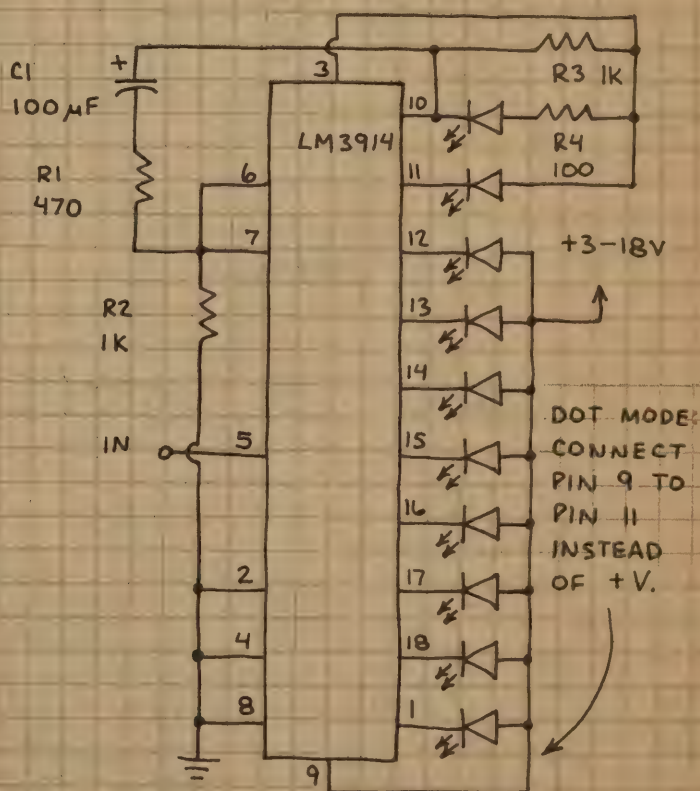 3
C1
+
100µF
R3 1K
10
LM3914
R4
100
11
R1
470
6
7
12
+3-18V
R2
1K
13
14
DOT MODE:
CONNECT
PIN 9 TO
PIN 11
INSTEAD
OF +V.
IN
5
15
16
2
17
4
18
8
1
9